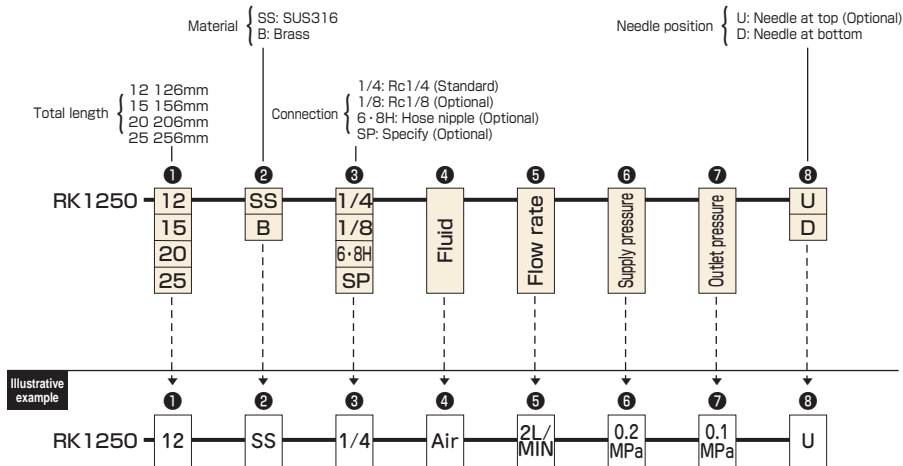 Material
SS: SUS316
B: Brass
Needle position
U: Needle at top (Optional)
D: Needle at bottom
Total length
12 126mm
15 156mm
20 206mm
25 256mm
Connection
1/4: Rc1/4 (Standard)
1/8: Rc1/8 (Optional)
6・8H: Hose nipple (Optional)
SP: Specify (Optional)
❶ ❷ ❸ ❹ ❺ ❻ ❼ ❽
RK1250 12 SS 1/4 Fluid Flow rate Supply pressure Outlet pressure U
15 B 1/8 D
20 6・8H
25 SP
Illustrative
example
❶ ❷ ❸ ❹ ❺ ❻ ❼ ❽
RK1250 12 SS 1/4 Air 2L/MIN 0.2 MPa 0.1 MPa U